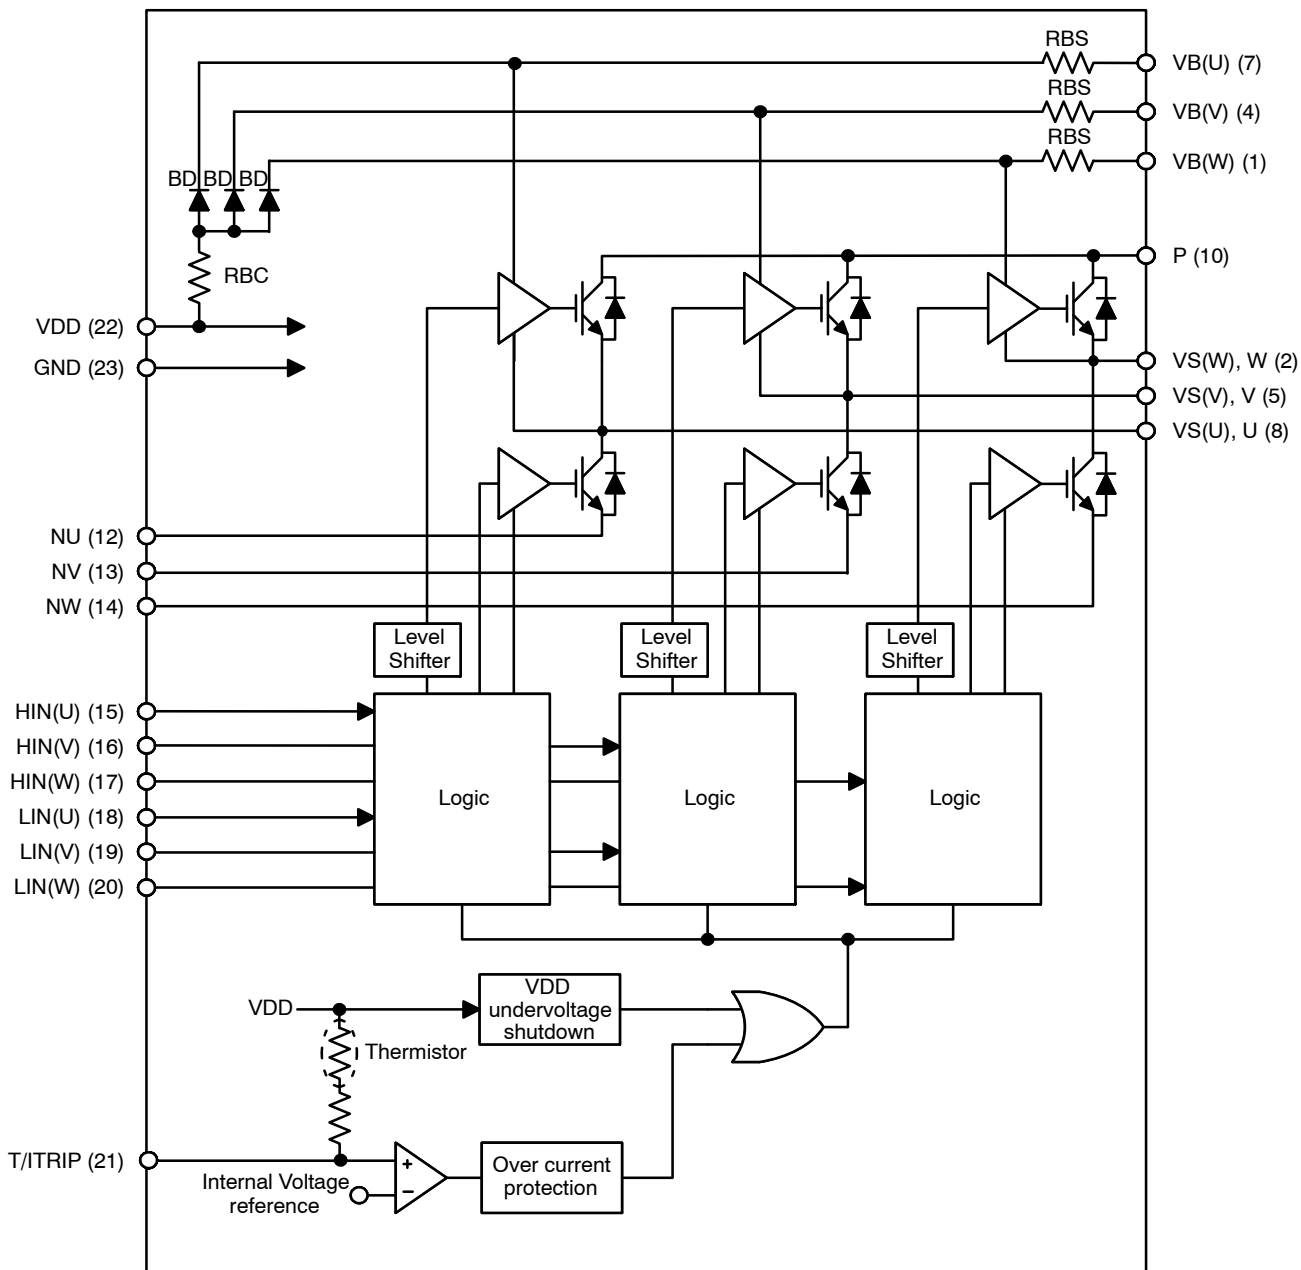 RBS
VB(U) (7)
RBS
VB(V) (4)
RBS
VB(W) (1)
BD BD BD
P (10)
RBC
VDD (22)
GND (23)
VS(W), W (2)
VS(V), V (5)
VS(U), U (8)
NU (12)
NV (13)
NW (14)
Level
Shifter
Level
Shifter
Level
Shifter
HIN(U) (15)
HIN(V) (16)
HIN(W) (17)
LIN(U) (18)
LIN(V) (19)
LIN(W) (20)
Logic
Logic
Logic
VDD
VDD
undervoltage
shutdown
Thermistor
T/ITRIP (21)
Internal Voltage
reference
+
−
Over current
protection